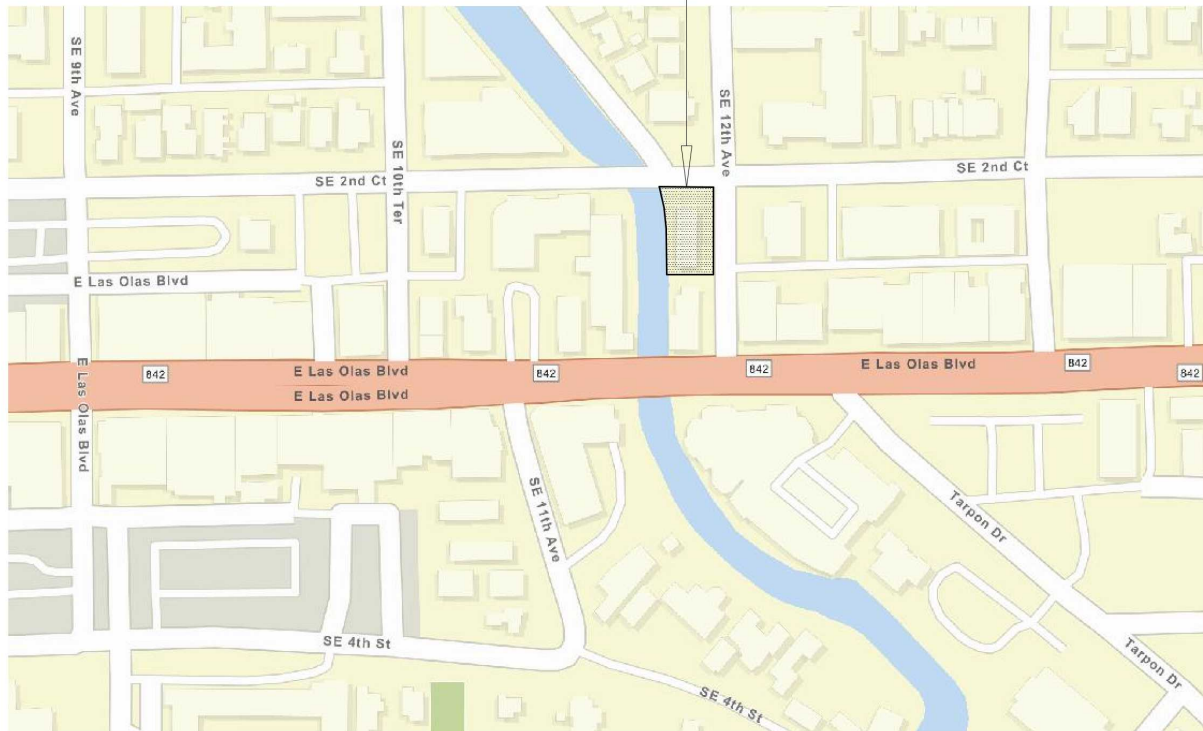 SE 9th Ave
SE 12th Ave
SE 10th Ter
SE 2nd Ct
SE 2nd Ct
E Las Olas Blvd
E Las Olas Blvd
842
E Las Olas Blvd
E Las Olas Blvd
842
842
E Las Olas Blvd
842
842
SE 11th Ave
Tarpon Dr
SE 4th St
SE 4th St
Tarpon Dr